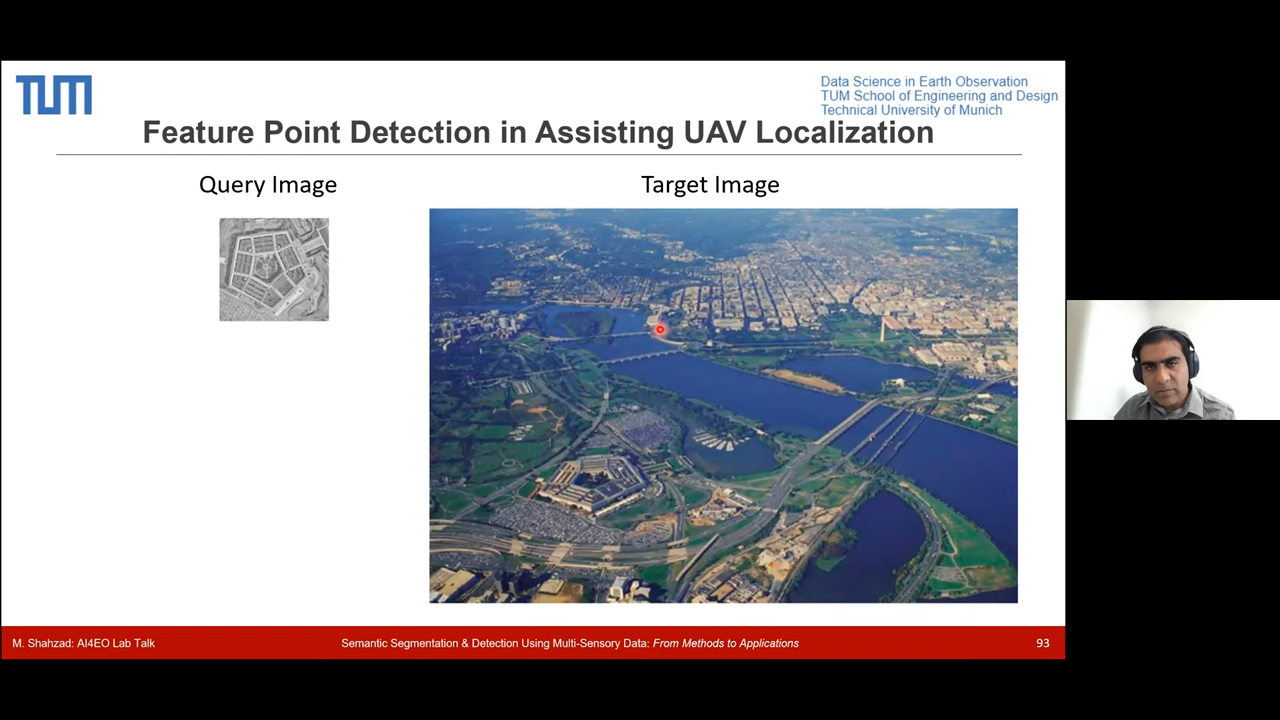 TUM
Data Science in Earth Observation
TUM School of Engineering and Design
Technical University of Munich
Feature Point Detection in Assisting UAV Localization
Query Image
Target Image
M. Shahzad: AI4EO Lab Talk
Semantic Segmentation & Detection Using Multi-Sensory Data: From Methods to Applications
93